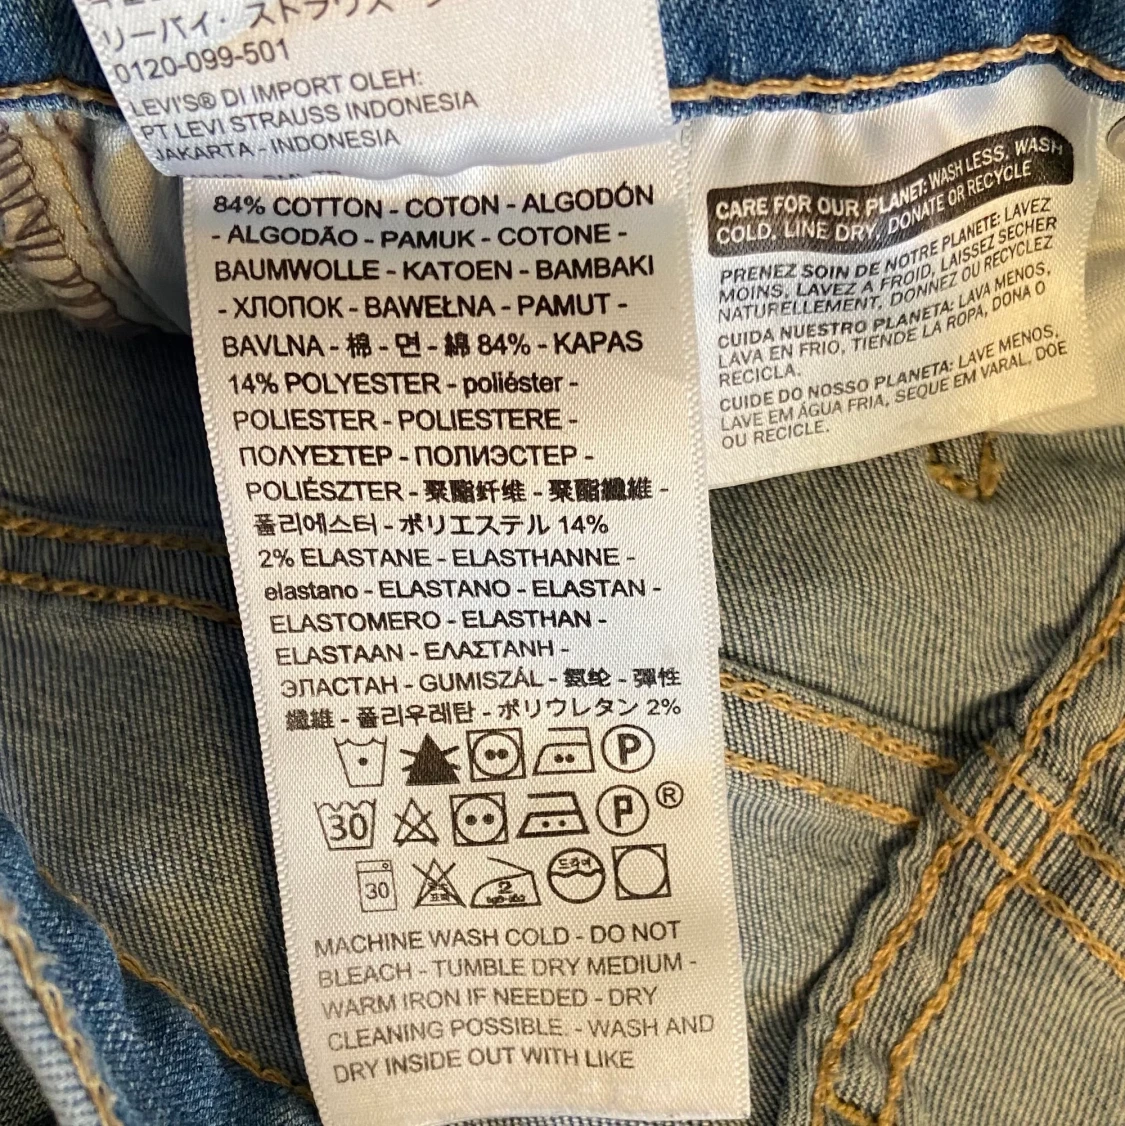 リーバイ・ストラウス
0120-099-501
LEVI'S® DI IMPORT OLEH:
PT LEVI STRAUSS INDONESIA
JAKARTA - INDONESIA
84% COTTON - COTON - ALGODÓN
- ALGODÃO - PAMUK - COTONE -
BAUMWOLLE - KATOEN - BAMBAKI
- ХЛОПОК - BAWEŁNA - PAMUT -
BAVLNA - 棉 - 면 - 綿 84% - KAPAS
14% POLYESTER - poliéster -
POLIESTER - POLIESTERE -
ΠΟΛΥΕΣΤΕΡ - ПОЛИЭСТЕР -
POLIÉSZTER - 聚酯纤维 - 聚酯纖維 -
폴리에스터 - ポリエステル 14%
2% ELASTANE - ELASTHANNE -
elastano - ELASTANO - ELASTAN -
ELASTOMERO - ELASTHAN -
ELASTAAN - ΕΛΑΣΤΑΝΗ -
ЭЛАСТАН - GUMISZÁL - 氨纶 - 彈性
纖維 - 폴리우레탄 - ポリウレタン 2%
P
30 P ®
30 2 드라이
MACHINE WASH COLD - DO NOT
BLEACH - TUMBLE DRY MEDIUM -
WARM IRON IF NEEDED - DRY
CLEANING POSSIBLE. - WASH AND
DRY INSIDE OUT WITH LIKE
CARE FOR OUR PLANET: WASH LESS, WASH
COLD, LINE DRY, DONATE OR RECYCLE
PRENEZ SOIN DE NOTRE PLANETE: LAVEZ
MOINS, LAVEZ A FROID, LAISSEZ SECHER
NATURELLEMENT, DONNEZ OU RECYCLEZ
CUIDA NUESTRO PLANETA: LAVA MENOS,
LAVA EN FRIO, TIENDE LA ROPA, DONA O
RECICLA.
CUIDE DO NOSSO PLANETA: LAVE MENOS,
LAVE EM ÁGUA FRIA, SEQUE EM VARAL, DOE
OU RECICLE.